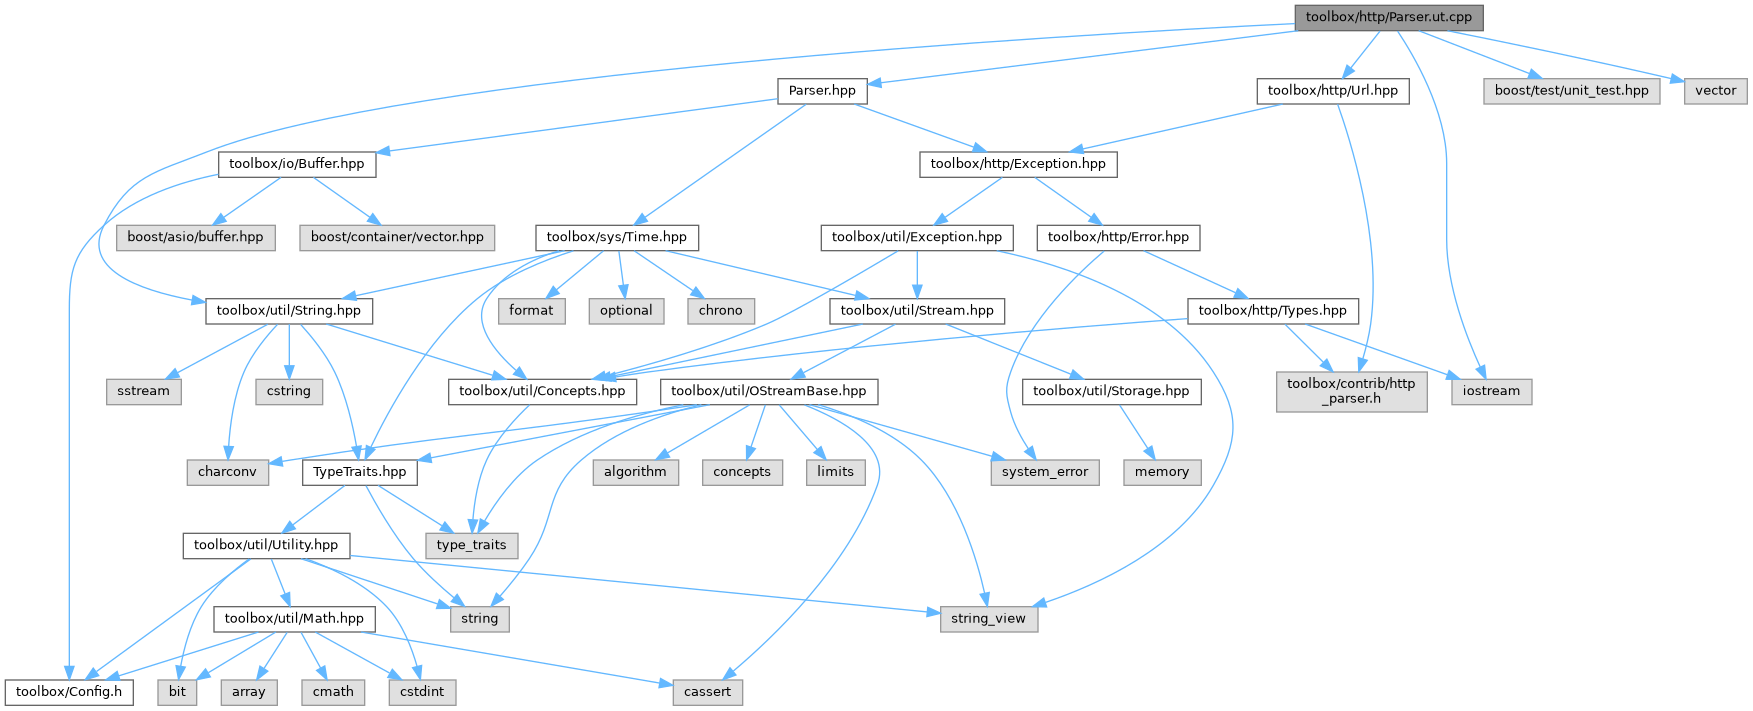 toolbox/http/Parser.ut.cpp
Parser.hpp
toolbox/http/Url.hpp
boost/test/unit_test.hpp
vector
toolbox/io/Buffer.hpp
toolbox/http/Exception.hpp
boost/asio/buffer.hpp
boost/container/vector.hpp
toolbox/sys/Time.hpp
toolbox/util/Exception.hpp
toolbox/http/Error.hpp
toolbox/util/String.hpp
format
optional
chrono
toolbox/util/Stream.hpp
toolbox/http/Types.hpp
sstream
cstring
toolbox/util/Concepts.hpp
toolbox/util/OStreamBase.hpp
toolbox/util/Storage.hpp
toolbox/contrib/http
_parser.h
iostream
charconv
TypeTraits.hpp
algorithm
concepts
limits
system_error
memory
toolbox/util/Utility.hpp
type_traits
toolbox/util/Math.hpp
string
string_view
toolbox/Config.h
bit
array
cmath
cstdint
cassert